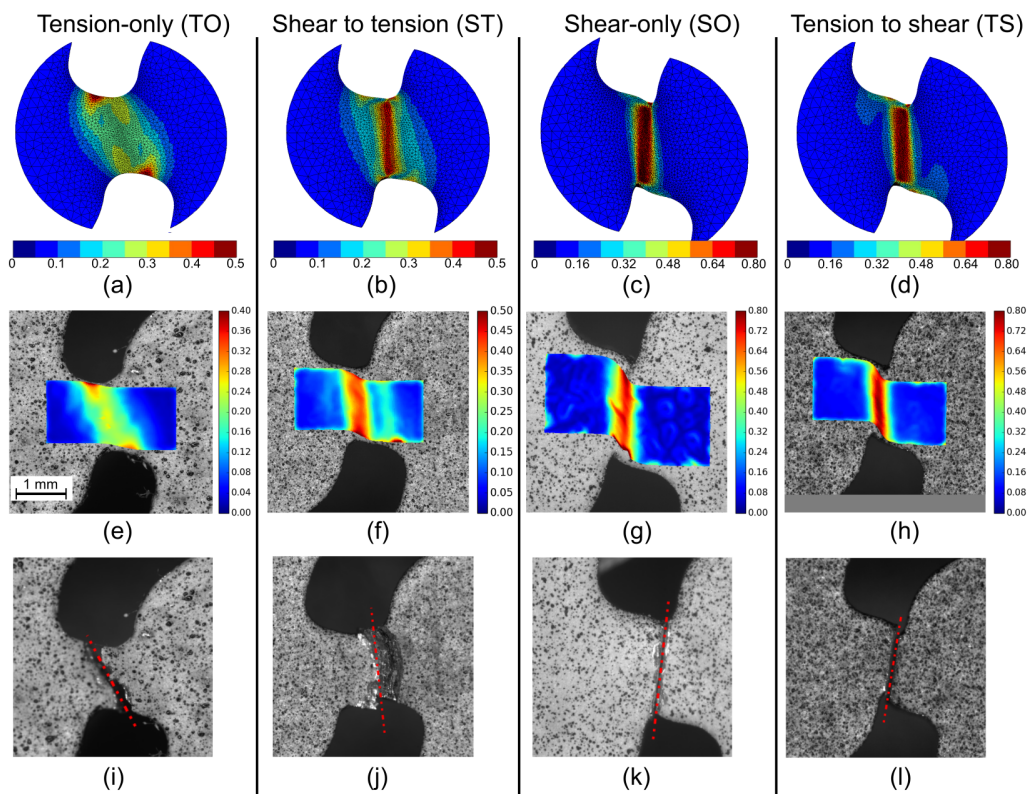 Tension-only (TO) Shear to tension (ST) Shear-only (SO) Tension to shear (TS)
0 0.1 0.2 0.3 0.4 0.5 0 0.1 0.2 0.3 0.4 0.5 0 0.16 0.32 0.48 0.64 0.80 0 0.16 0.32 0.48 0.64 0.80
(a) (b) (c) (d)
0.40 0.50 0.80 0.80
0.36 0.45 0.72 0.72
0.32 0.40 0.64 0.64
0.28 0.35 0.56 0.56
0.24 0.30 0.48 0.48
0.20 0.25 0.40 0.40
0.16 0.20 0.32 0.32
0.12 0.15 0.24 0.24
0.08 0.10 0.16 0.16
0.04 0.05 0.08 0.08
0.00 0.00 0.00 0.00
1 mm
(e) (f) (g) (h)
(i) (j) (k) (l)